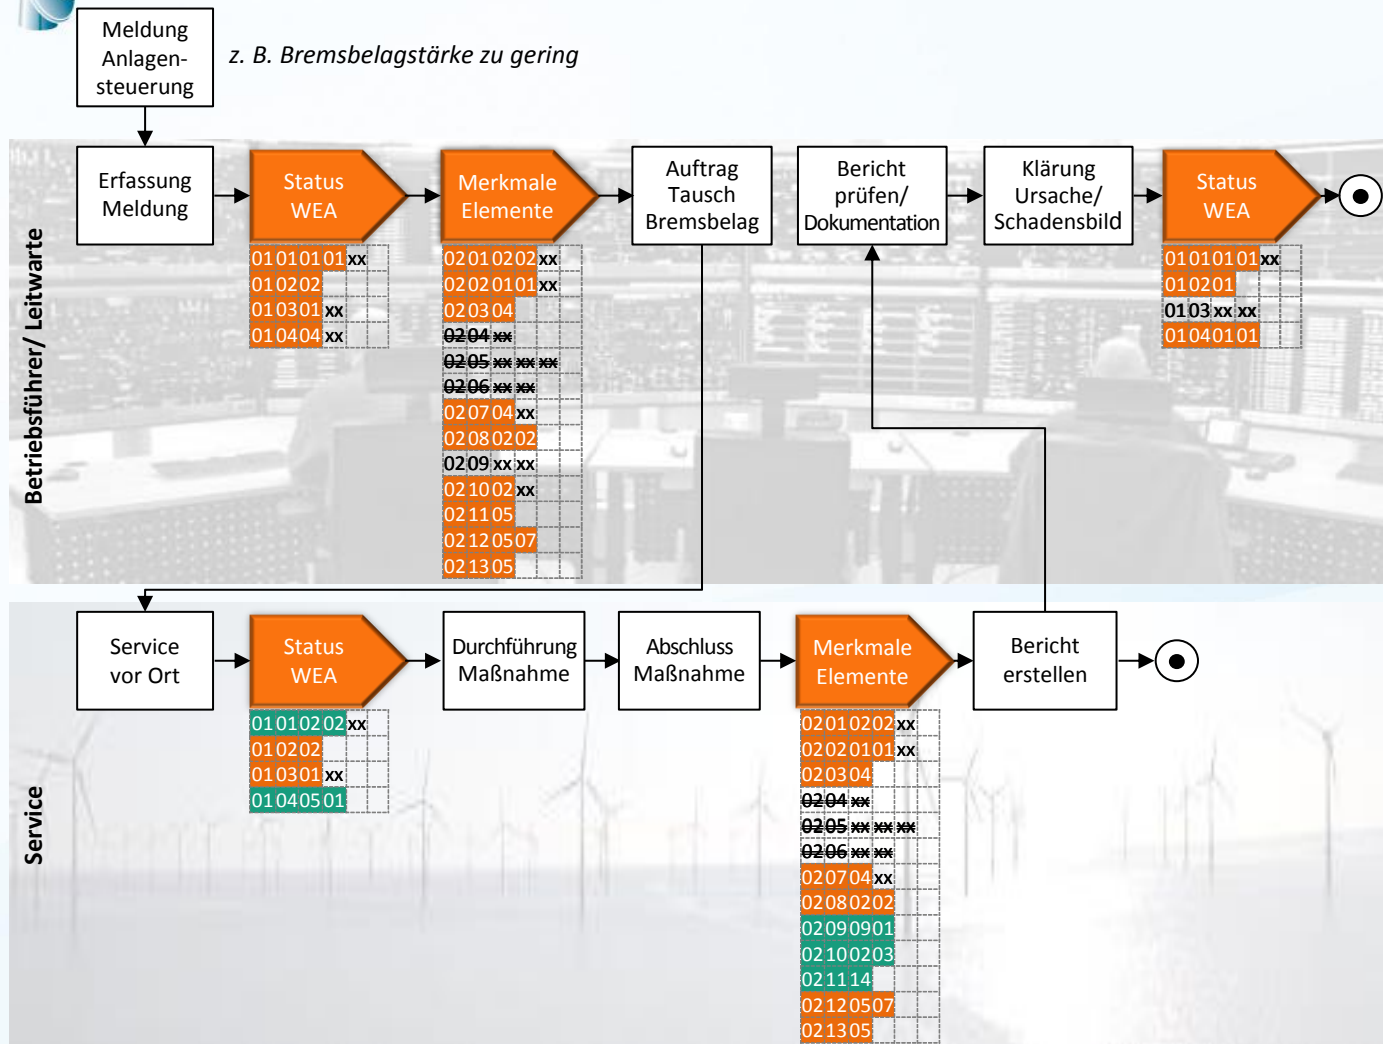 Meldung
Anlagen-
steuerung
z. B. Bremsbelagstärke zu gering
Betriebsführer/ Leitwarte
Erfassung
Meldung
Status
WEA
01 01 01 01 xx
01 02 02
01 03 01 xx
01 04 04 xx
Merkmale
Elemente
02 01 02 02 xx
02 02 01 01 xx
02 03 04
02 04 xx
02 05 xx xx xx
02 06 xx xx
02 07 04 xx
02 08 02 02
02 09 xx xx
02 10 02 xx
02 11 05
02 12 05 07
02 13 05
Auftrag
Tausch
Bremsbelag
Bericht
prüfen/
Dokumentation
Klärung
Ursache/
Schadensbild
Status
WEA
01 01 01 01 xx
01 02 01
01 03 xx xx
01 04 01 01
Service
Service
vor Ort
Status
WEA
01 01 02 02 xx
01 02 02
01 03 01 xx
01 04 05 01
Durchführung
Maßnahme
Abschluss
Maßnahme
Merkmale
Elemente
02 01 02 02 xx
02 02 01 01 xx
02 03 04
02 04 xx
02 05 xx xx xx
02 06 xx xx
02 07 04 xx
02 08 02 02
02 09 09 01
02 10 02 03
02 11 14
02 12 05 07
02 13 05
Bericht
erstellen